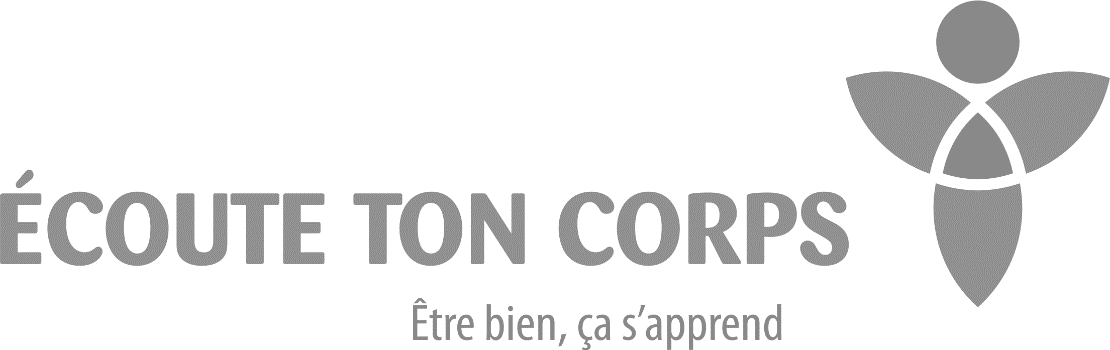 ÉCOUTE TON CORPS
Être bien, ça s'apprend